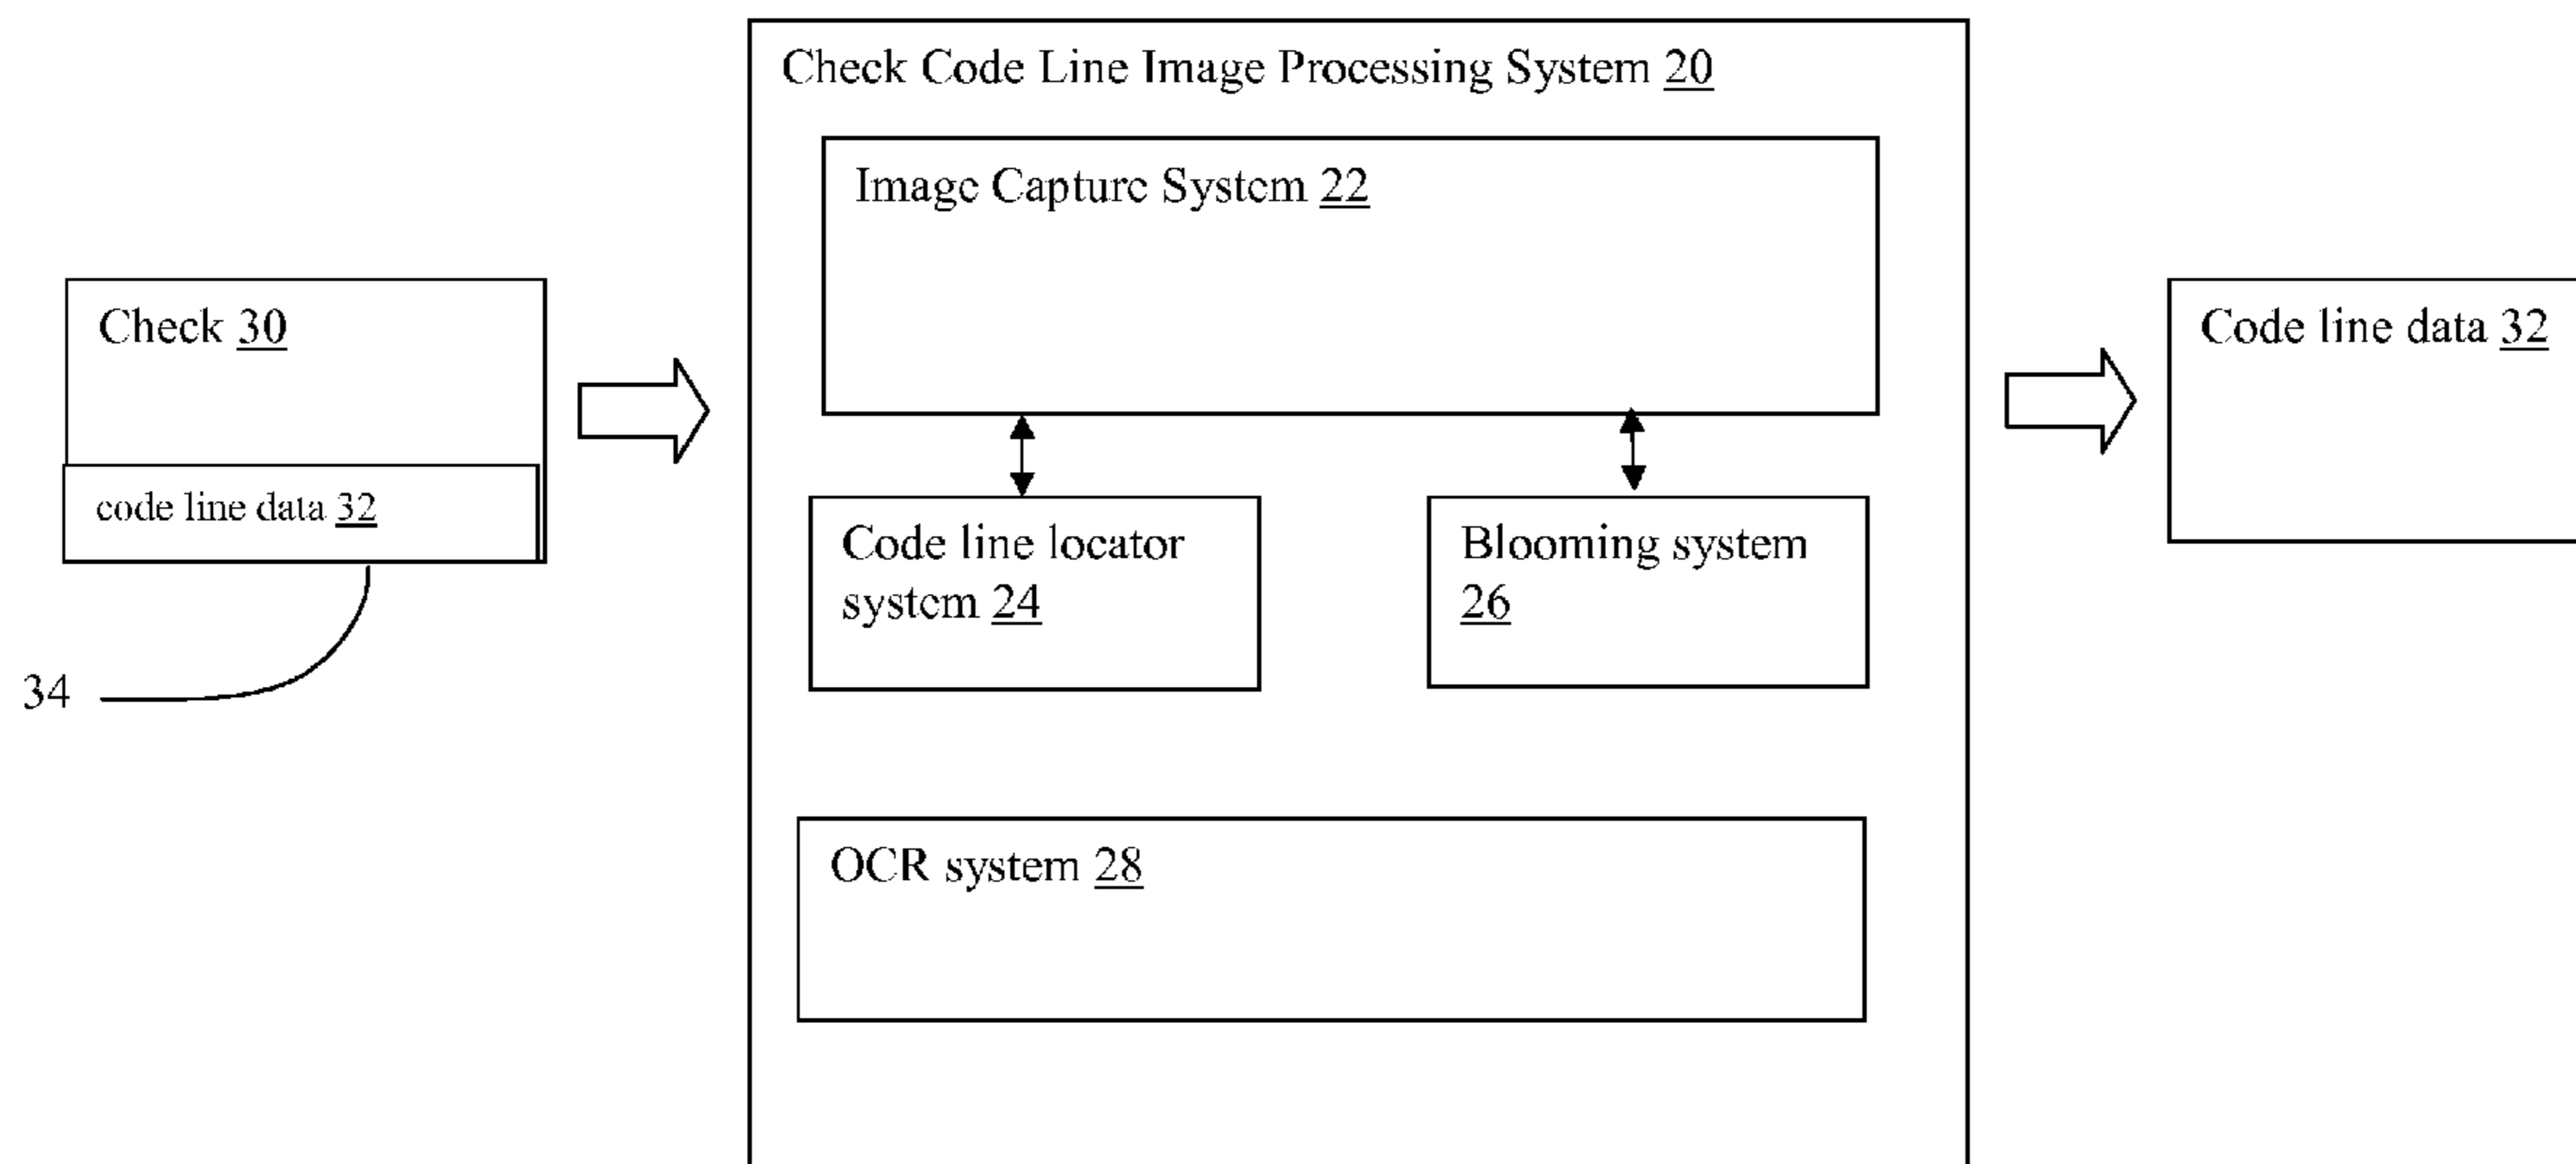 Check Code Line Image Processing System 20
Image Capture System 22
Check 30
code line data 32
34
Code line locator
system 24
Blooming system
26
OCR system 28
Code line data 32